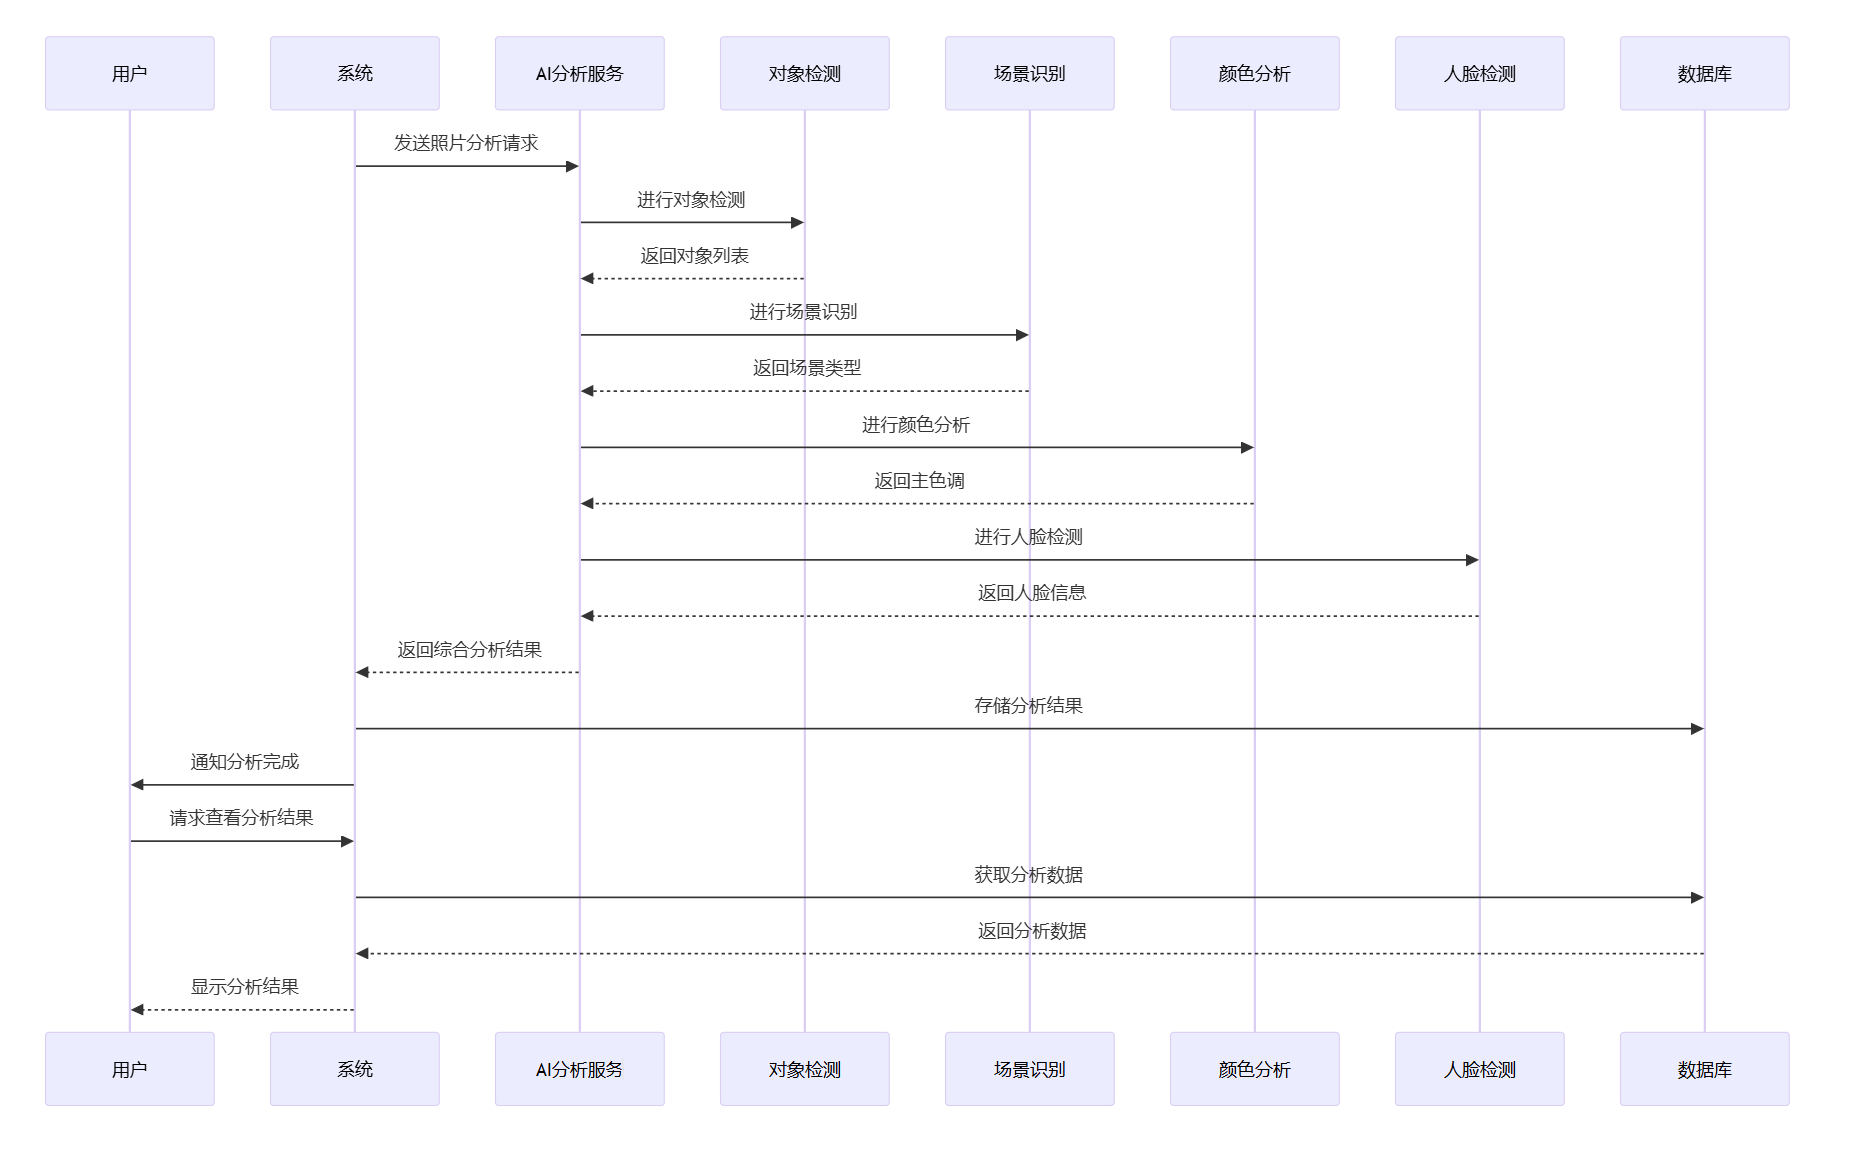 用户
系统
AI分析服务
对象检测
场景识别
颜色分析
人脸检测
数据库
发送照片分析请求
进行对象检测
返回对象列表
进行场景识别
返回场景类型
进行颜色分析
返回主色调
进行人脸检测
返回人脸信息
返回综合分析结果
存储分析结果
通知分析完成
请求查看分析结果
获取分析数据
返回分析数据
显示分析结果
用户
系统
AI分析服务
对象检测
场景识别
颜色分析
人脸检测
数据库